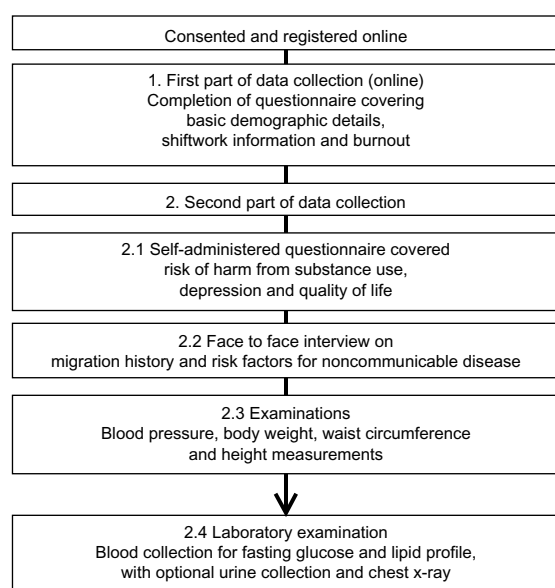 Consented and registered online
1. First part of data collection (online)
Completion of questionnaire covering
basic demographic details,
shiftwork information and burnout
2. Second part of data collection
2.1 Self-administered questionnaire covered
risk of harm from substance use,
depression and quality of life
2.2 Face to face interview on
migration history and risk factors for noncommunicable disease
2.3 Examinations
Blood pressure, body weight, waist circumference
and height measurements
2.4 Laboratory examination
Blood collection for fasting glucose and lipid profile,
with optional urine collection and chest x-ray